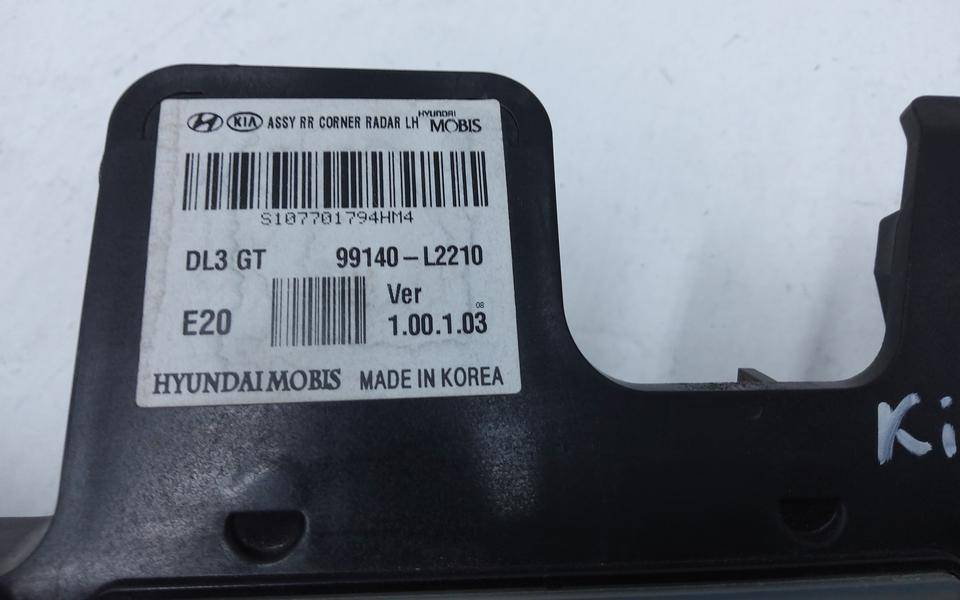 KIA ASSY RR CORNER RADAR LH HYUNDAI MOBIS
S107701794HM4
DL3 GT 99140-L2210
E20 Ver 08
1.00.1.03
HYUNDAI MOBIS MADE IN KOREA
Ki